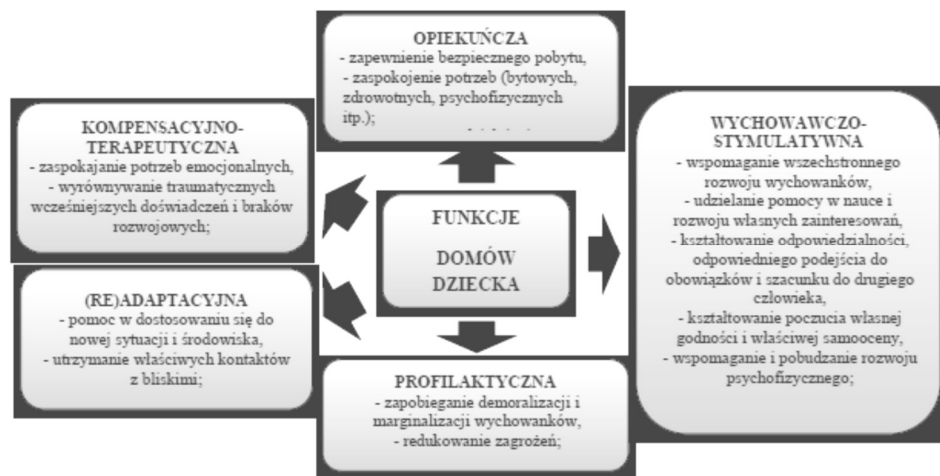 OPIEKUŃCZA
- zapewnienie bezpiecznego pobytu,
- zaspokojenie potrzeb (bytowych,
zdrowotnych, psychofizycznych
itp.);
KOMPENSACYJNO-
TERAPEUTYCZNA
- zaspokajanie potrzeb emocjonalnych,
- wyrównywanie traumatycznych
wcześniejszych doświadczeń i braków
rozwojowych;
FUNKCJE
DOMÓW
DZIECKA
WYCHOWAWCZO-
STYMULATYWNA
- wspomaganie wszechstronnego
rozwoju wychowanków,
- udzielanie pomocy w nauce i
rozwoju własnych zainteresowań,
- kształtowanie odpowiedzialności,
odpowiedniego podejścia do
obowiązków i szacunku do drugiego
człowieka,
- kształtowanie poczucia własnej
godności i właściwej samooceny,
- wspomaganie i pobudzanie rozwoju
psychofizycznego;
(RE)ADAPTACYJNA
- pomoc w dostosowaniu się do
nowej sytuacji i środowiska,
- utrzymanie właściwych kontaktów
z bliskimi;
PROFILAKTYCZNA
- zapobieganie demoralizacji i
marginalizacji wychowanków,
- redukowanie zagrożeń;